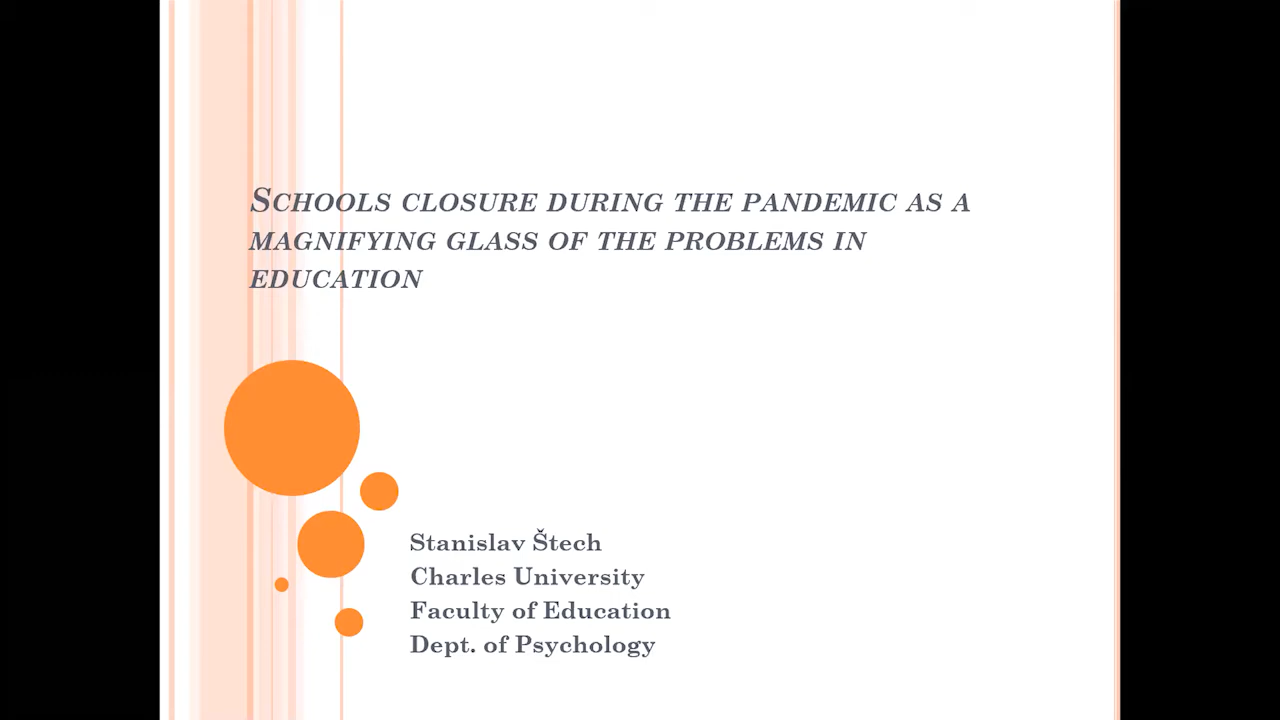 Schools closure during the pandemic as a
magnifying glass of the problems in
education
Stanislav Štech
Charles University
Faculty of Education
Dept. of Psychology